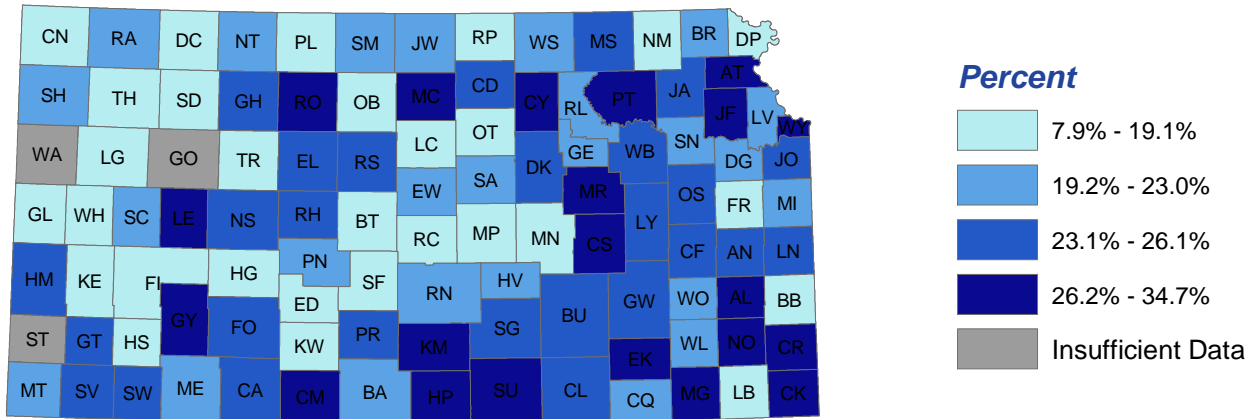 CN RA DC NT PL SM JW RP WS MS NM BR DP
SH TH SD GH RO OB MC CD CY RL PT JA AT
JF LV WY
WA LG GO TR EL RS LC OT DK GE WB SN DG JO
EW SA MR
GL WH SC LE NS RH BT RC MP MN CS LY OS FR MI
HM KE FI HG PN SF RN HV CF AN LN
ED
GY FO SG BU GW WO AL BB
ST GT HS KW PR KM EK WL NO CR
MT SV SW ME CA CM BA HP SU CL CQ MG LB CK
Percent
7.9% - 19.1%
19.2% - 23.0%
23.1% - 26.1%
26.2% - 34.7%
Insufficient Data